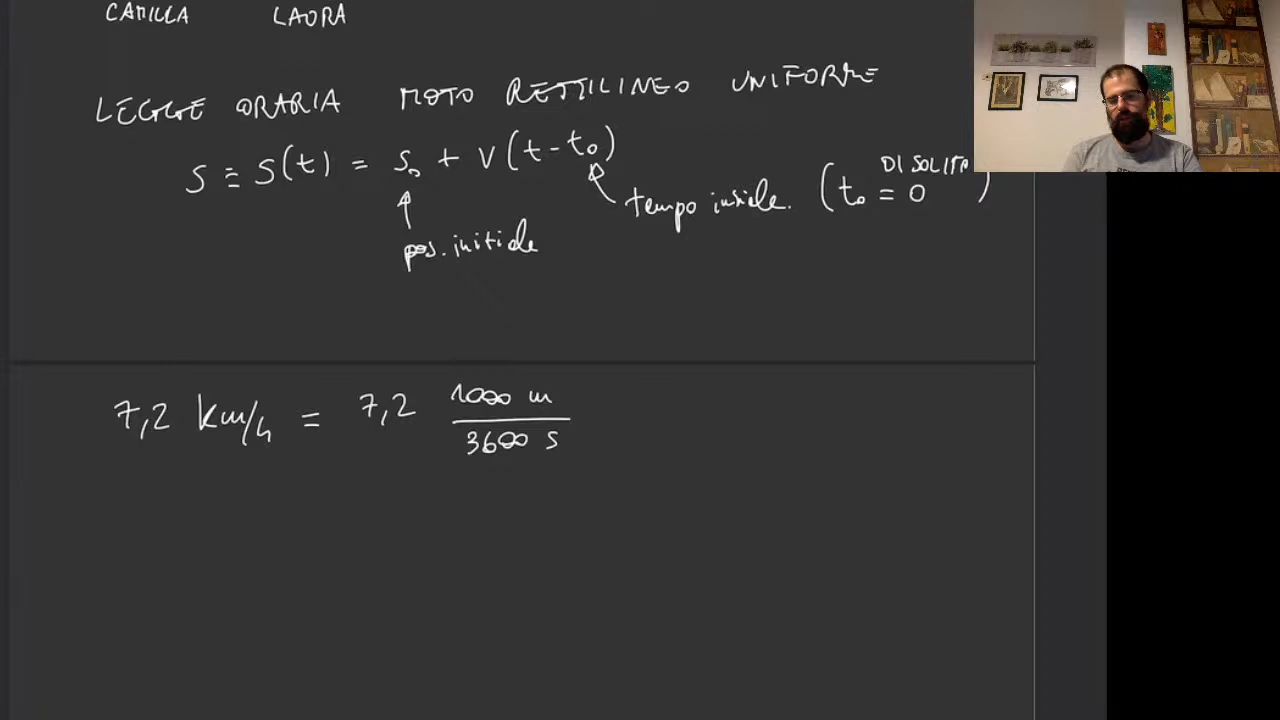 CAMILLA LAURA
LEGGE ORARIA MOTO RETTILINEO UNIFORME
S ≡ S(t) = S₀ + V(t - t₀)
DI SOLITO
tempo iniziale. (t₀ = 0)
pos. iniziale
7,2 km/h = 7,2 1000 m
3600 s